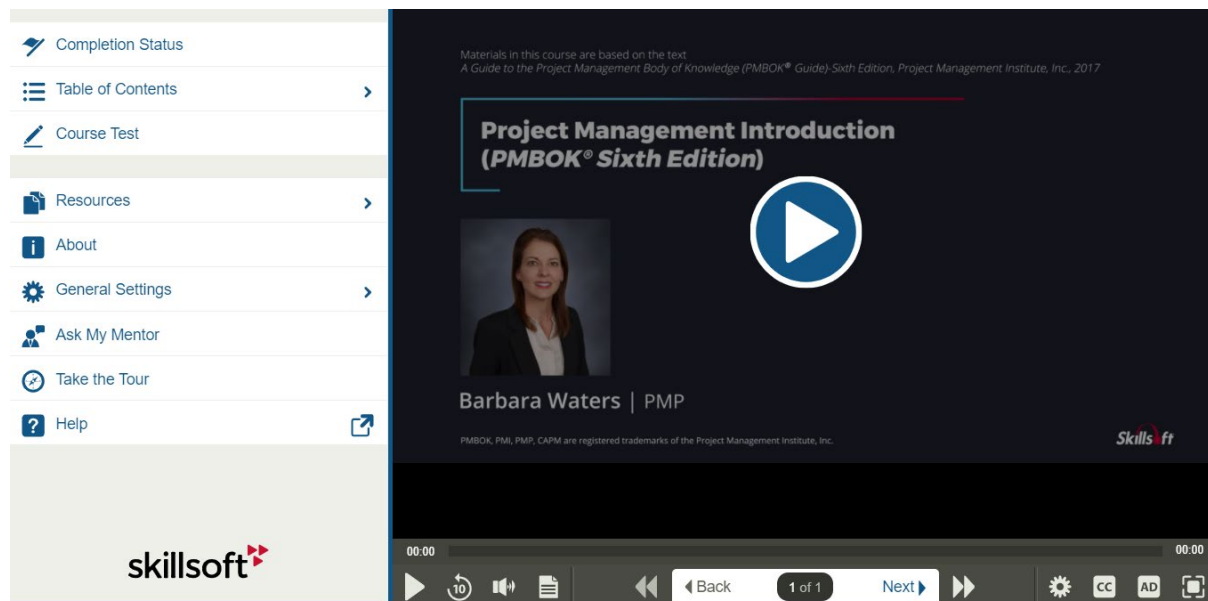 Completion Status
Table of Contents
Course Test
Resources
About
General Settings
Ask My Mentor
Take the Tour
Help
skillsoft
Materials in this course are based on the text
A Guide to the Project Management Body of Knowledge (PMBOK® Guide)-Sixth Edition, Project Management Institute, Inc., 2017
Project Management Introduction
(PMBOK® Sixth Edition)
Barbara Waters | PMP
PMBOK, PMI, PMP, CAPM are registered trademarks of the Project Management Institute, Inc.
Skillsoft
00:00
00:00
10
Back
1 of 1
Next
CC
AD